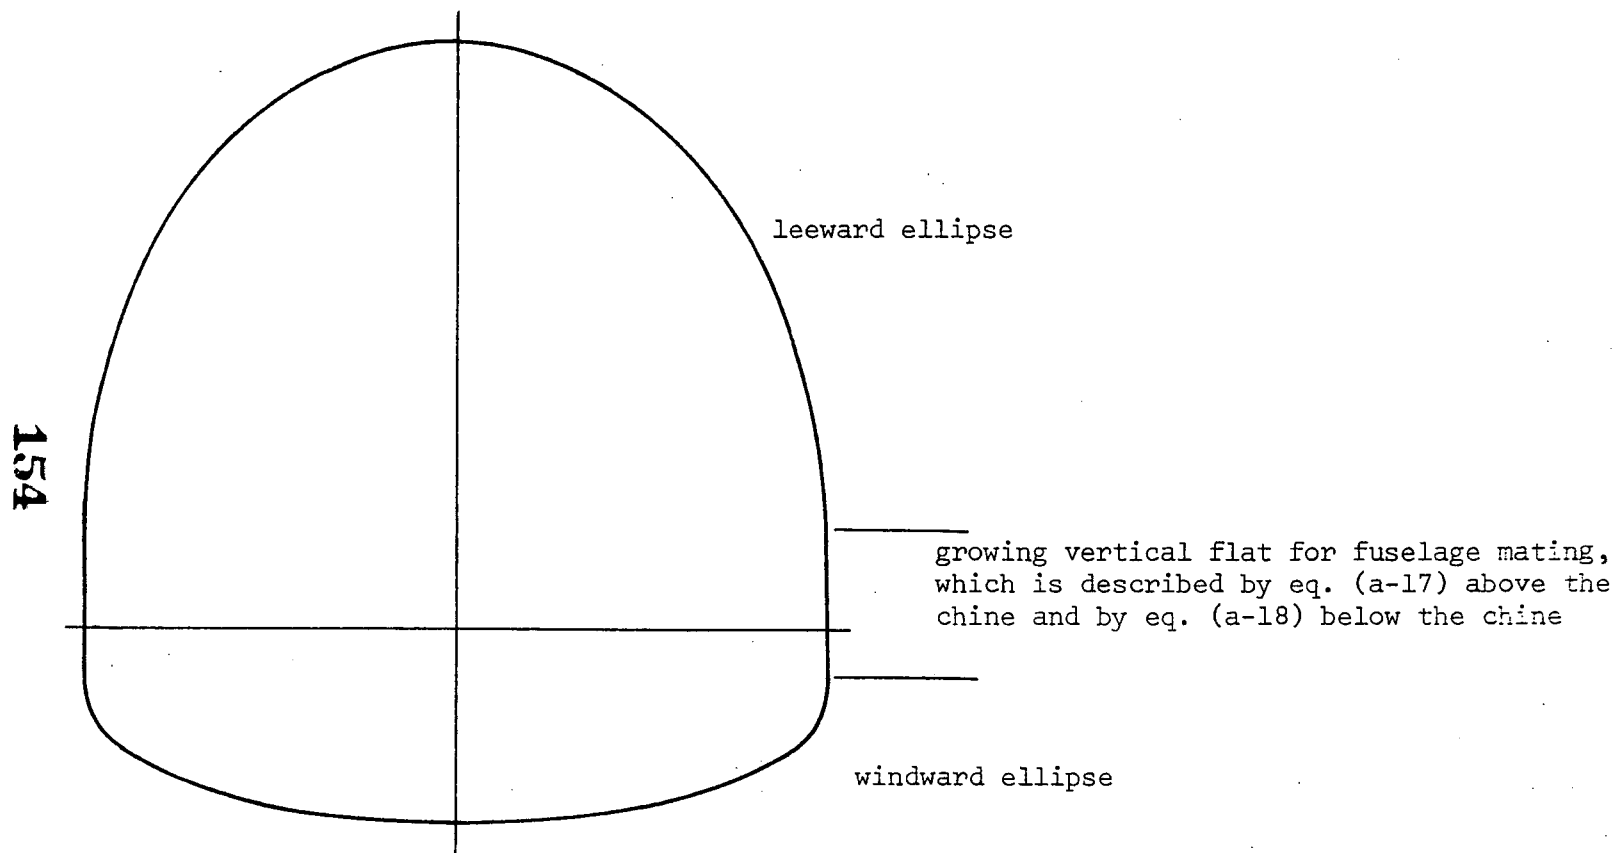 leeward ellipse
154
growing vertical flat for fuselage mating,
which is described by eq. (a-17) above the
chine and by eq. (a-18) below the chine
windward ellipse